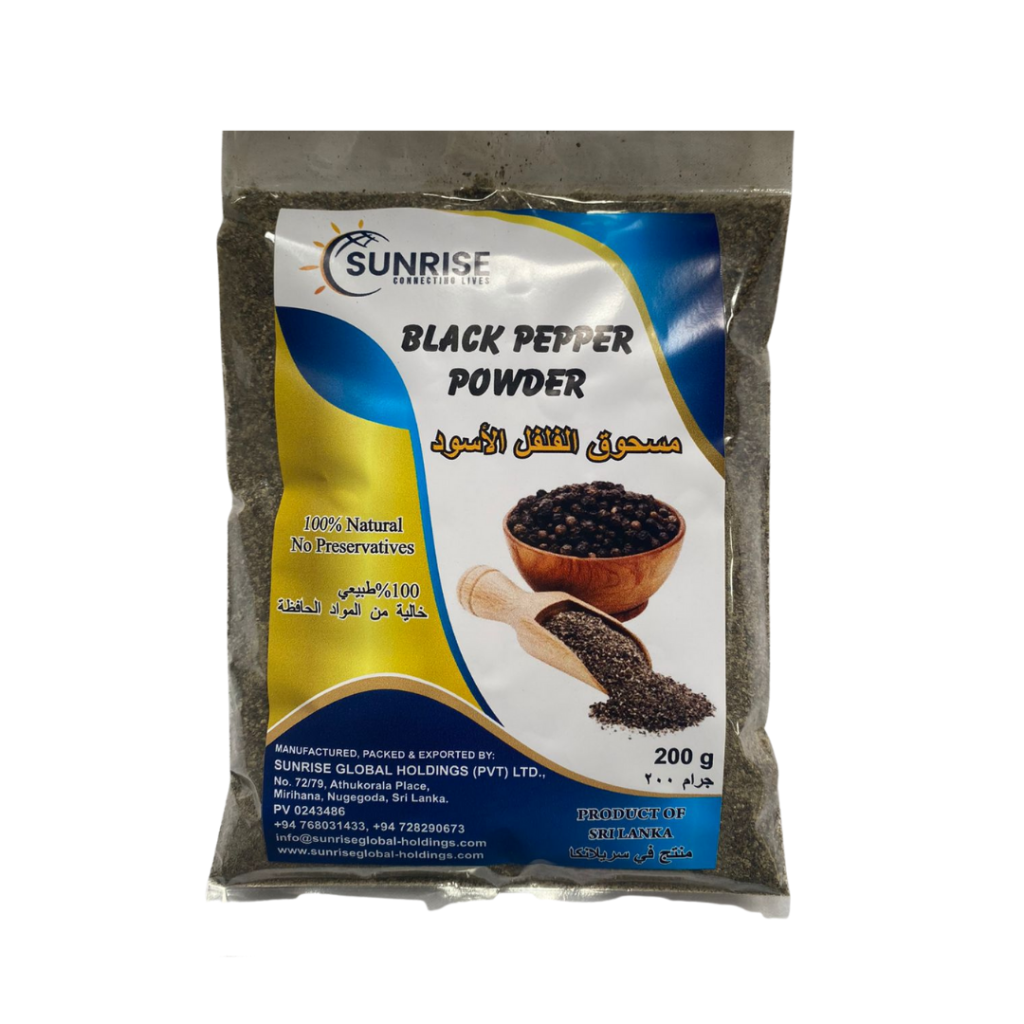 SUNRISE
CONNECTING LIVES
BLACK PEPPER
POWDER
مسحوق الفلفل الأسود
100% Natural
No Preservatives
100%طبيعي
خالية من المواد الحافظة
MANUFACTURED, PACKED & EXPORTED BY:
SUNRISE GLOBAL HOLDINGS (PVT) LTD.,
No. 72/79, Athukorala Place,
Mirihana, Nugegoda, Sri Lanka.
PV 0243486
+94 768031433, +94 728290673
info@sunriseglobal-holdings.com
www.sunriseglobal-holdings.com
200 g
جرام ٢٠٠
PRODUCT OF
SRI LANKA
منتج في سريلانكا